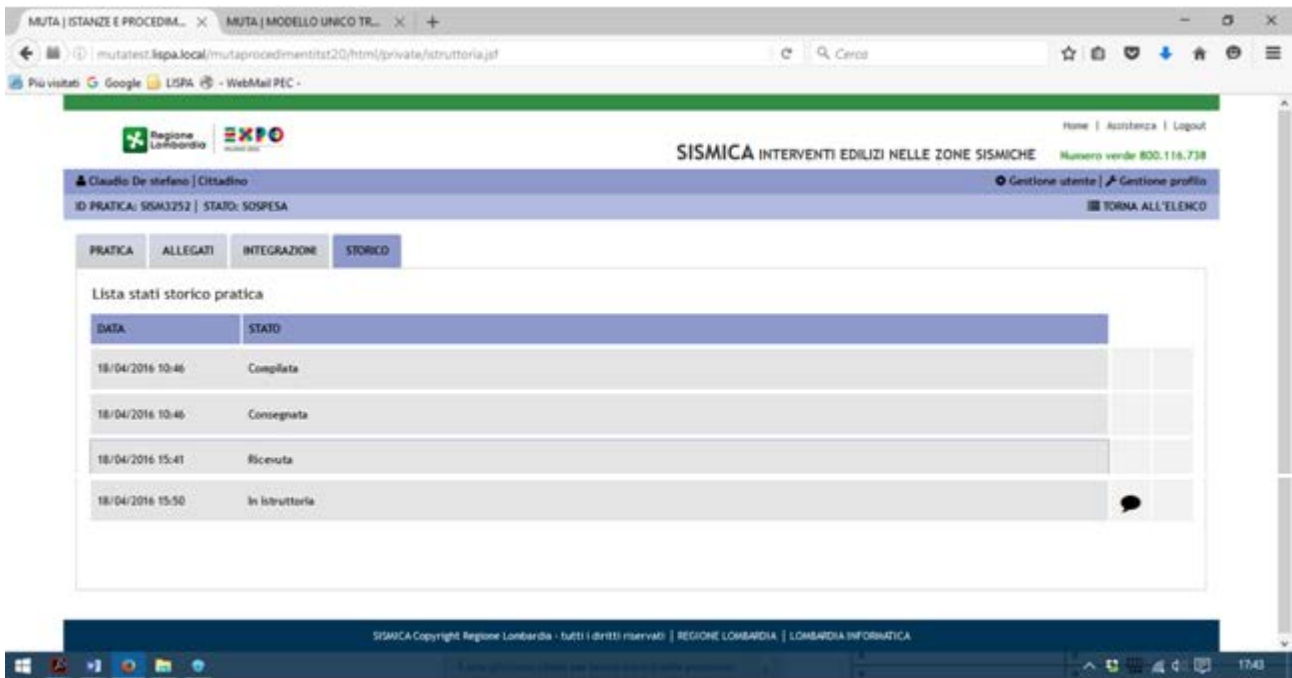 MUTA | ISTANZE E PROCEDIM... × MUTA | MODELLO UNICO TR... × +
mutatest.lispa.local/mutaprocedimentitst20/html/private/istruttoria.jsf Cerca
Più visitati Google LISPA - WebMail PEC -
Home | Assistenza | Logout
Regione Lombardia EXPO
SISMICA INTERVENTI EDILIZI NELLE ZONE SISMICHE Numero verde 800.116.738
Claudio De stefano | Cittadino Gestione utente | Gestione profilo
ID PRATICA: SISM3252 | STATO: SOSPESA TORNA ALL'ELENCO
PRATICA ALLEGATI INTEGRAZIONI STORICO
Lista stati storico pratica
DATA STATO
18/04/2016 10:46 Compilata
18/04/2016 10:46 Consegnata
18/04/2016 15:41 Ricevuta
18/04/2016 15:50 In istruttoria
SISMICA Copyright Regione Lombardia - tutti i diritti riservati | REGIONE LOMBARDIA | LOMBARDIA INFORMATICA
17:43